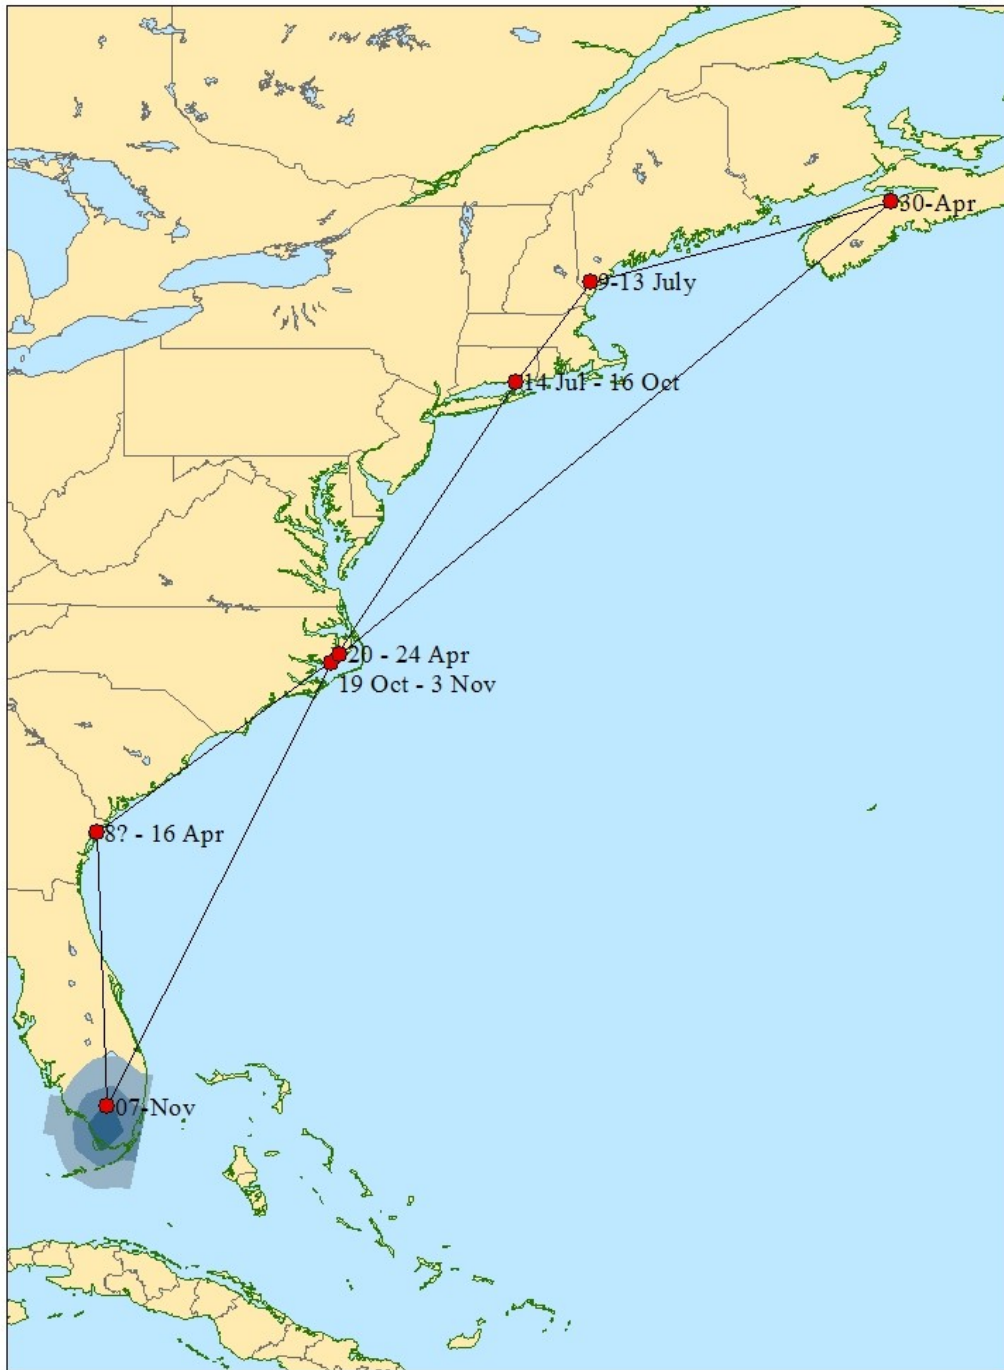 30-Apr
9-13 July
14 Jul - 16 Oct
20 - 24 Apr
19 Oct - 3 Nov
8? - 16 Apr
07-Nov